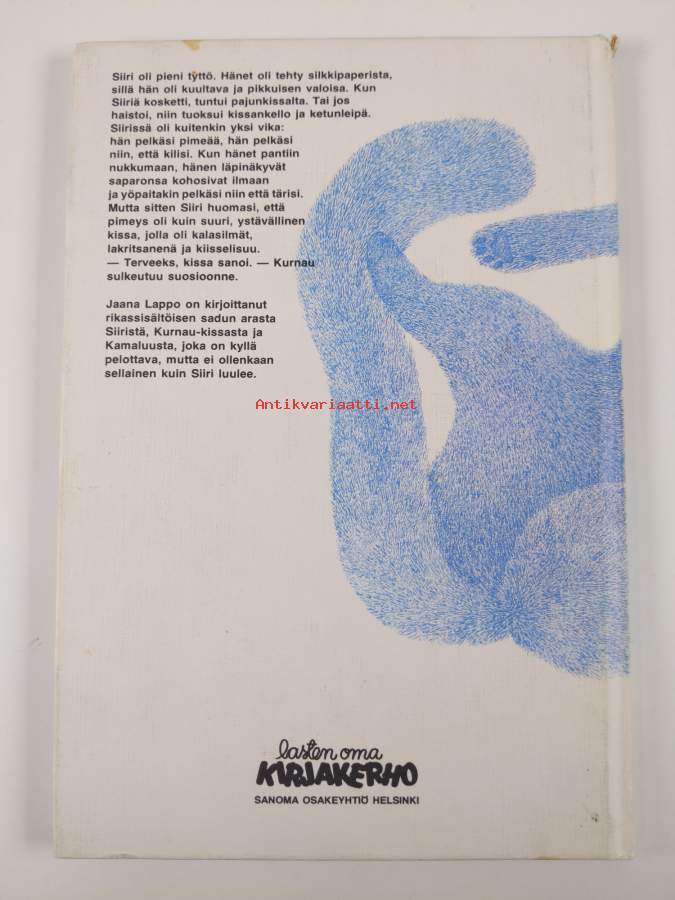 Siiri oli pieni tyttö. Hänet oli tehty silkkipaperista,
sillä hän oli kuultava ja pikkuisen valoisa. Kun
Siiriä kosketti, tuntui pajunkissalta. Tai jos
haistoi, niin tuoksui kissankello ja ketunleipä.
Siirissä oli kuitenkin yksi vika:
hän pelkäsi pimeää, hän pelkäsi
niin, että kilisi. Kun hänet pantiin
nukkumaan, hänen läpinäkyvät
saparonsa kohosivat ilmaan
ja yöpaitakin pelkäsi niin että tärisi.
Mutta sitten Siiri huomasi, että
pimeys oli kuin suuri, ystävällinen
kissa, jolla oli kalasilmät,
lakritsanenä ja kiisselisuu.
— Terveeks, kissa sanoi. — Kurnau
sulkeutuu suosioonne.
Jaana Lappo on kirjoittanut
rikassisältöisen sadun arasta
Siiristä, Kurnau-kissasta ja
Kamaluusta, joka on kyllä
pelottava, mutta ei ollenkaan
sellainen kuin Siiri luulee.
Antikvariaatti.net
lasten oma
KIRJAKERHO
SANOMA OSAKEYHTIÖ HELSINKI